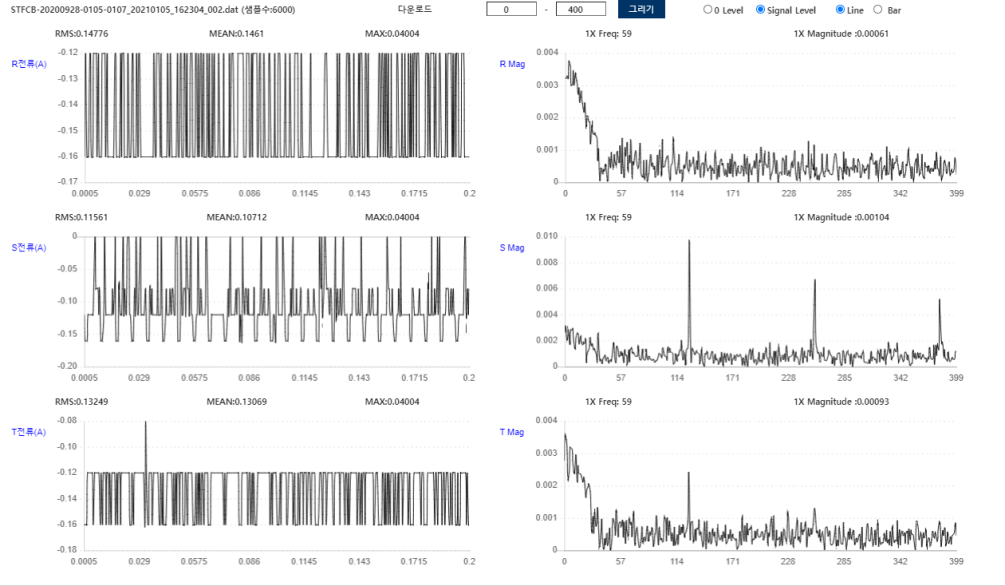 STFCB-20200928-0105-0107_20210105_162304_002.dat (샘플수:6000) 다운로드 0 - 400 그리기 0 Level Signal Level Line Bar
RMS:0.14776 MEAN:0.1461 MAX:0.04004
R전류(A)
-0.12
-0.13
-0.14
-0.15
-0.16
-0.17
0.0005 0.029 0.0575 0.086 0.1145 0.143 0.1715 0.2
1X Freq: 59 1X Magnitude :0.00061
R Mag
0.004
0.003
0.002
0.001
0
0 57 114 171 228 285 342 399
RMS:0.11561 MEAN:0.10712 MAX:0.04004
S전류(A)
0
-0.05
-0.10
-0.15
-0.20
0.0005 0.029 0.0575 0.086 0.1145 0.143 0.1715 0.2
1X Freq: 59 1X Magnitude :0.00104
S Mag
0.010
0.008
0.006
0.004
0.002
0
0 57 114 171 228 285 342 399
RMS:0.13249 MEAN:0.13069 MAX:0.04004
T전류(A)
-0.08
-0.10
-0.12
-0.14
-0.16
-0.18
0.0005 0.029 0.0575 0.086 0.1145 0.143 0.1715 0.2
1X Freq: 59 1X Magnitude :0.00093
T Mag
0.004
0.003
0.002
0.001
0
0 57 114 171 228 285 342 399